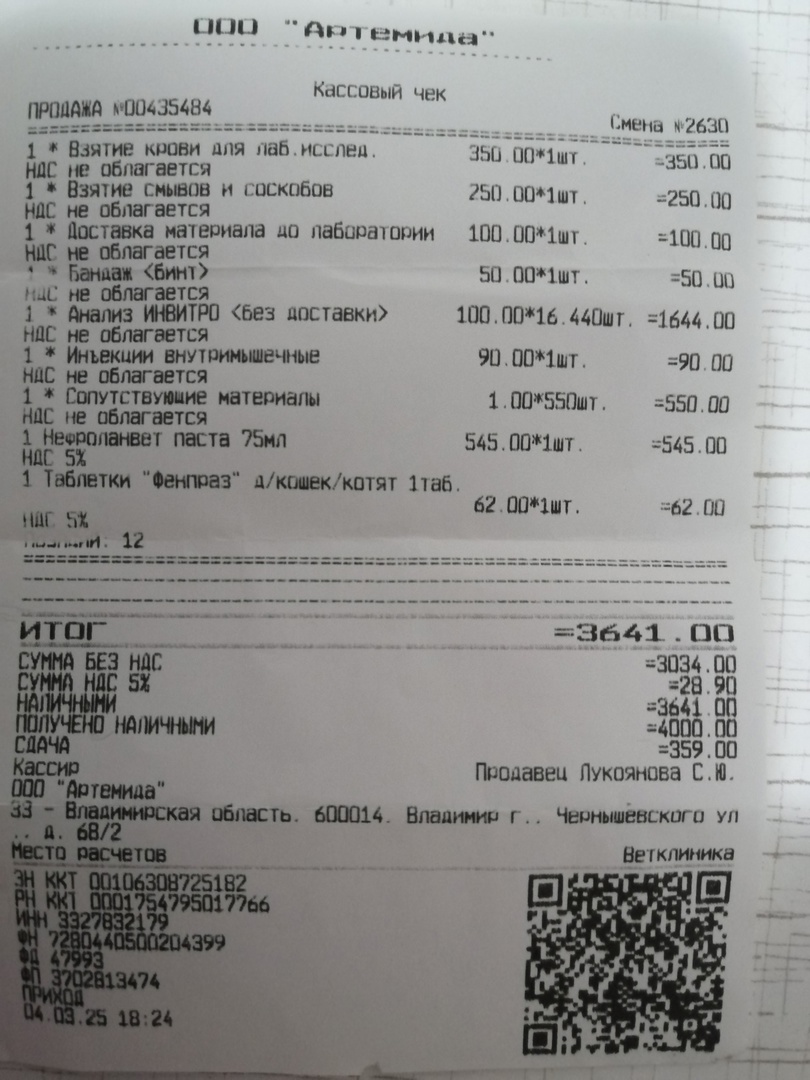 ООО "Артемида"
Кассовый чек
ПРОДАЖА №00435484
Смена №2630
1 * Взятие крови для лаб.исслед. 350.00*1шт. =350.00
НДС не облагается
1 * Взятие смывов и соскобов 250.00*1шт. =250.00
НДС не облагается
1 * Доставка материала до лаборатории 100.00*1шт. =100.00
НДС не облагается
1 * Бандаж <бинт> 50.00*1шт. =50.00
НДС не облагается
1 * Анализ ИНВИТРО <без доставки> 100.00*16.440шт. =1644.00
НДС не облагается
1 * Инъекции внутримышечные 90.00*1шт. =90.00
НДС не облагается
1 * Сопутствующие материалы 1.00*550шт. =550.00
НДС не облагается
1 Нефроланвет паста 75мл 545.00*1шт. =545.00
НДС 5%
1 Таблетки "Фенпраз" д/кошек/котят 1таб.
62.00*1шт. =62.00
НДС 5%
12
ИТОГ =3641.00
СУММА БЕЗ НДС =3034.00
СУММА НДС 5% =28.90
НАЛИЧНЫМИ =3641.00
ПОЛУЧЕНО НАЛИЧНЫМИ =4000.00
СДАЧА =359.00
Кассир Продавец Лукоянова С.Ю.
ООО "Артемида"
33 - Владимирская область. 600014. Владимир г.. Чернышевского ул
.. д. 6В/2
Место расчетов Ветклиника
ЗН ККТ 00106308725182
РН ККТ 0001754795017766
ИНН 3327832179
ФН 7280440500204399
ФД 47993
ФП 3702813474
ПРИХОД
04.03.25 18:24